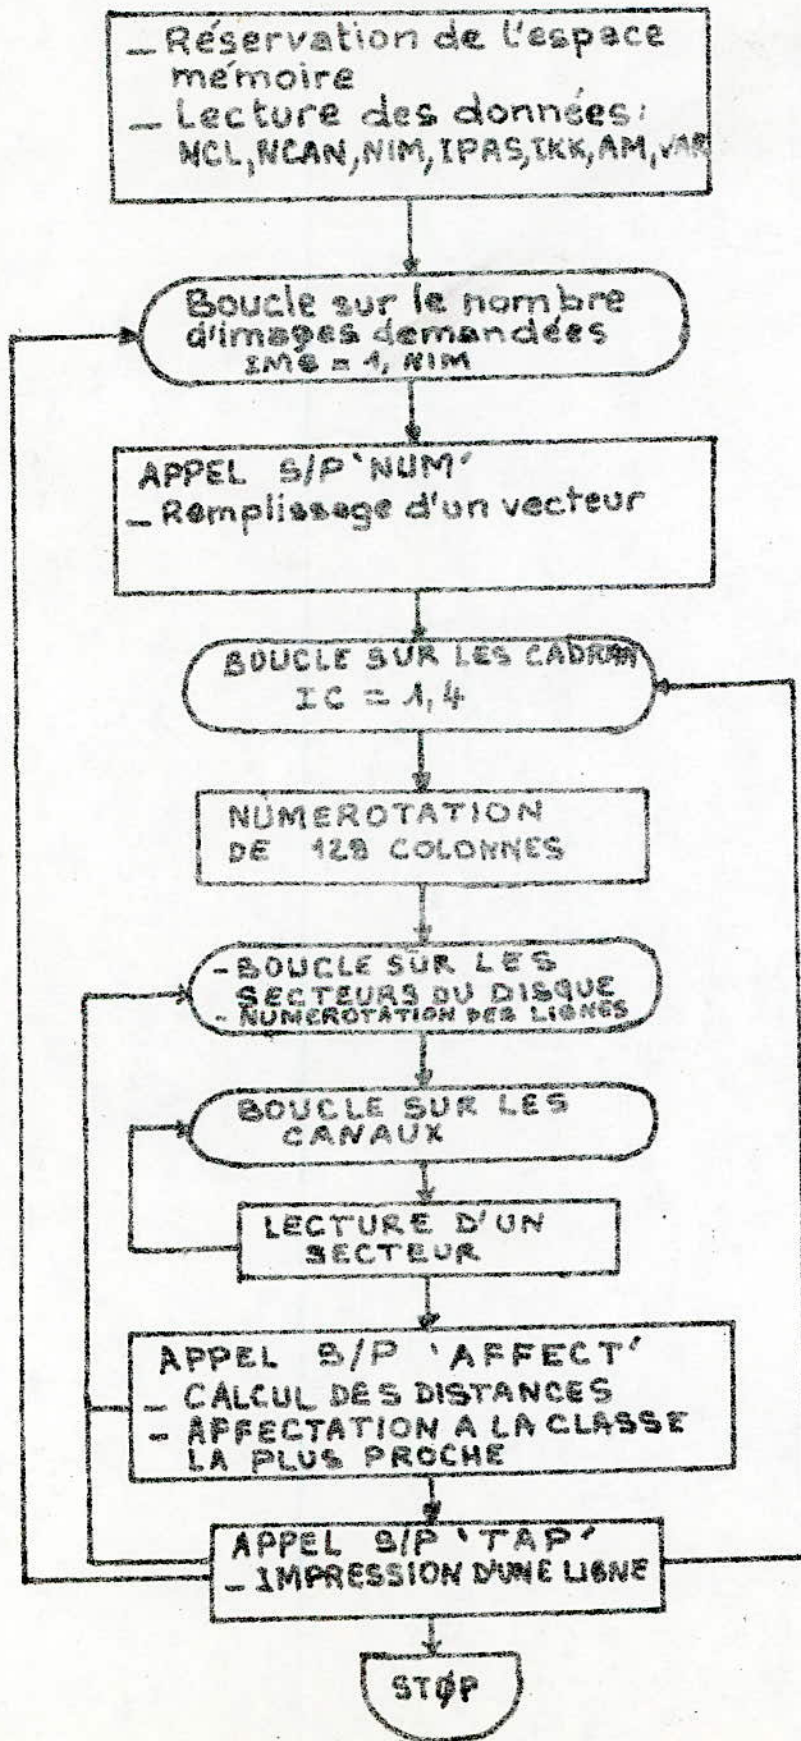 _ Réservation de l'espace
mémoire
_ Lecture des données:
NCL, NCAN, NIM, IPAS, IKK, AM, VAR
Boucle sur le nombre
d'images demandées
IMG = 1, NIM
APPEL S/P 'NUM'
_ Remplissage d'un vecteur
BOUCLE SUR LES
IC = 1,4
NUMEROTATION
DE 128 COLONNES
- BOUCLE SUR LES
SECTEURS DU DISQUE
- NUMEROTATION DES LIGNES
BOUCLE SUR LES
CANAUX
LECTURE D'UN
SECTEUR
APPEL S/P 'AFFECT'
_ CALCUL DES DISTANCES
- AFFECTATION A LA CLASSE
LA PLUS PROCHE
APPEL S/P 'TAP'
- IMPRESSION D'UNE LIGNE
STØP